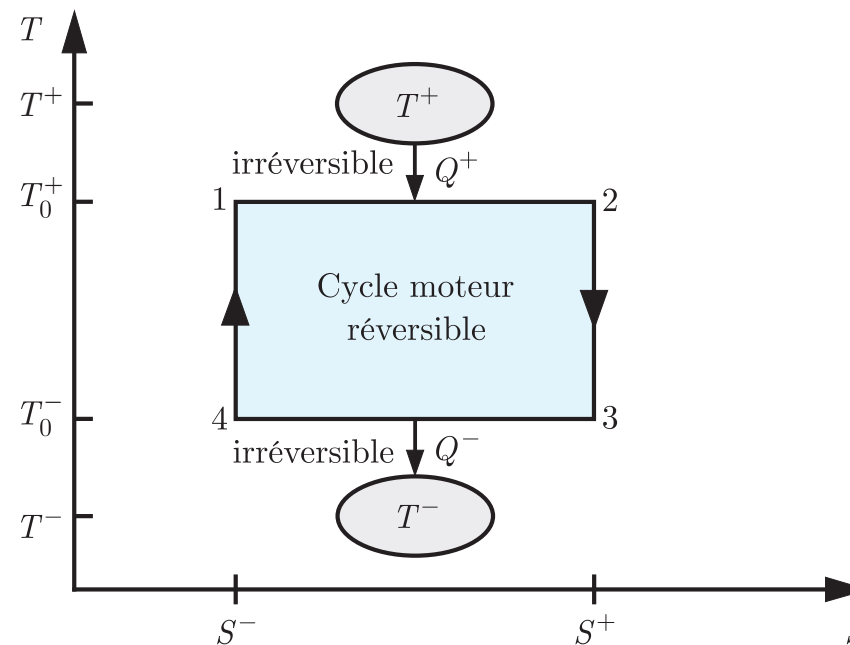 T
T⁺
T⁺
irréversible Q⁺
T₀⁺
1 2
Cycle moteur
réversible
T₀⁻
4 3
irréversible Q⁻
T⁻
T⁻
S⁻ S⁺